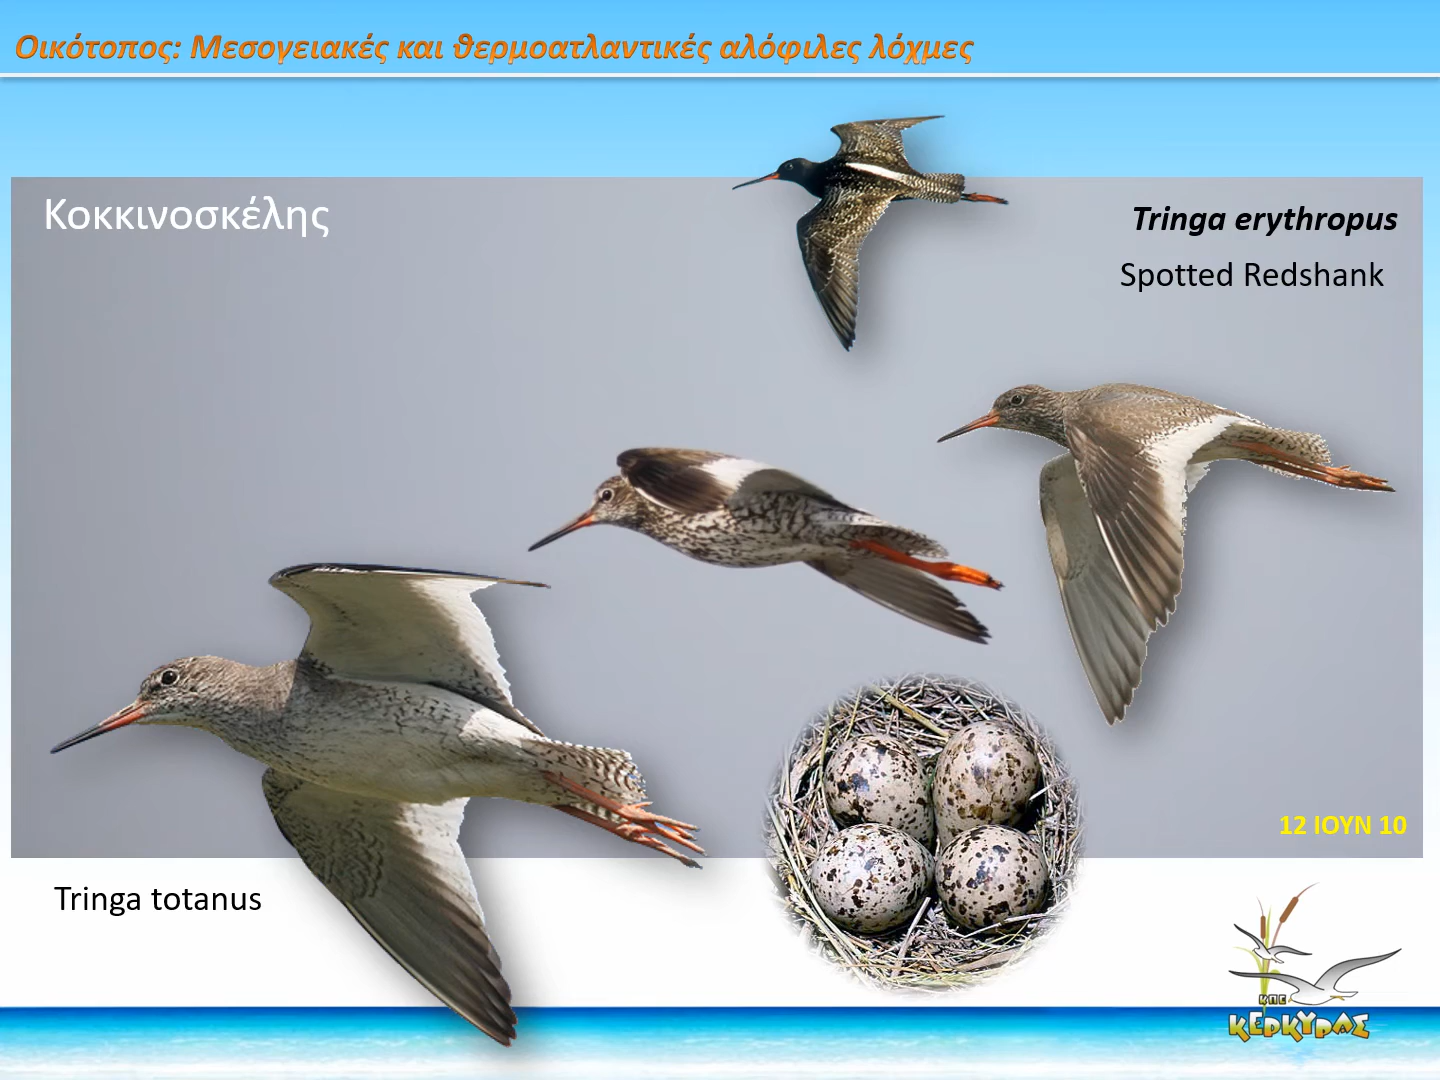 Οικότοπος: Μεσογειακές και θερμοατλαντικές αλόφιλες λόχμες
Κοκκινοσκέλης
Tringa erythropus
Spotted Redshank
12 ΙΟΥΝ 10
Tringa totanus
ΚΠΕ
ΚΕΡΚΥΡΑΣ